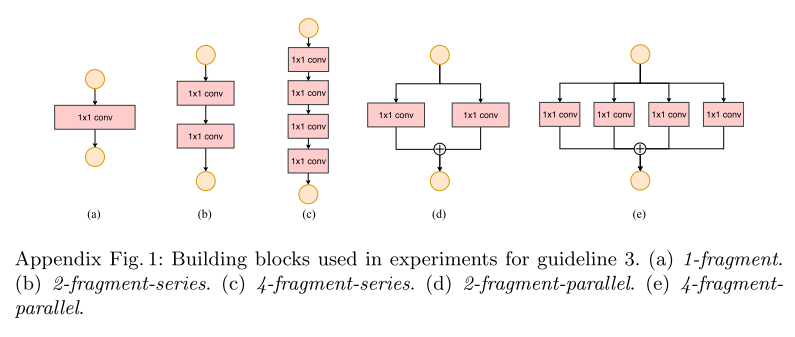 1x1 conv
1x1 conv
1x1 conv
1x1 conv
1x1 conv
1x1 conv
1x1 conv
1x1 conv 1x1 conv
1x1 conv 1x1 conv 1x1 conv 1x1 conv
(a) (b) (c) (d) (e)
Appendix Fig. 1: Building blocks used in experiments for guideline 3. (a) 1-fragment.
(b) 2-fragment-series. (c) 4-fragment-series. (d) 2-fragment-parallel. (e) 4-fragment-
parallel.